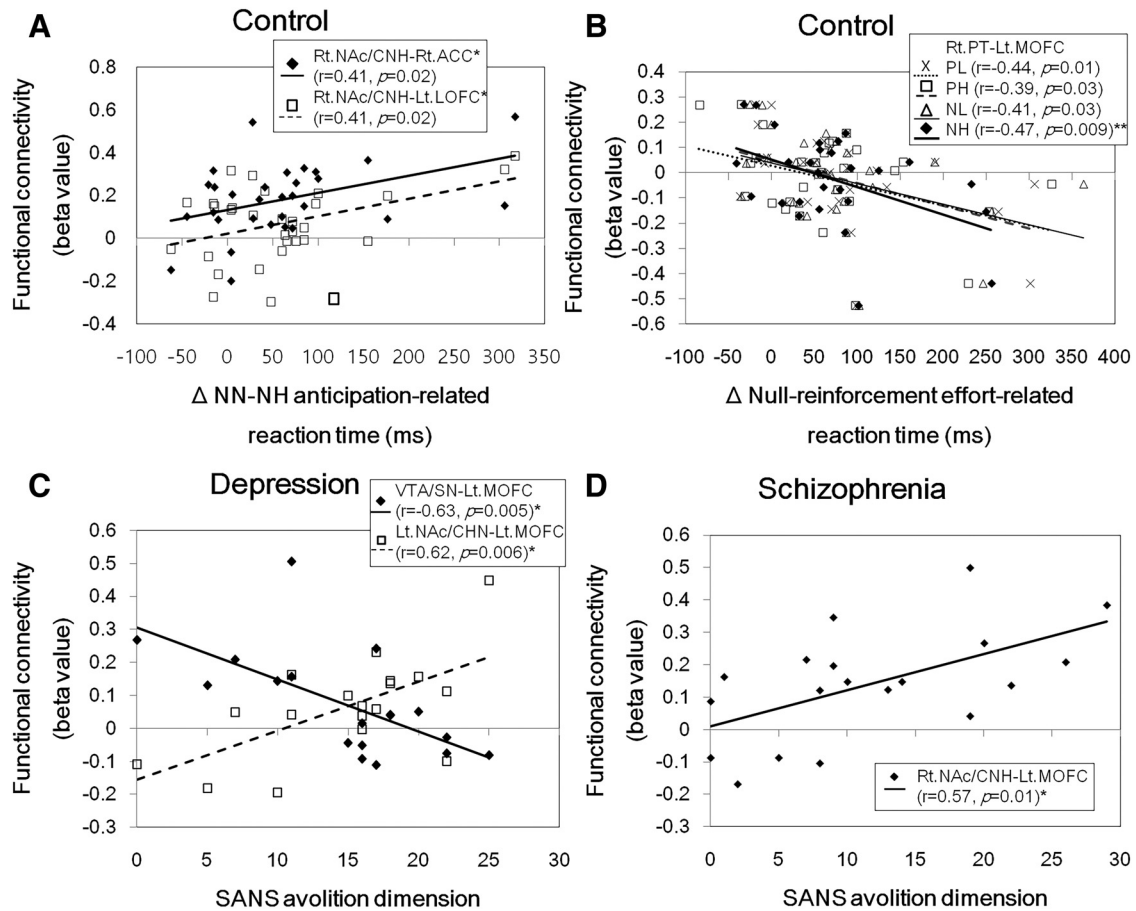 A
Control
Rt.NAc/CNH-Rt.ACC*
(r=0.41, p=0.02)
Rt.NAc/CNH-Lt.LOFC*
(r=0.41, p=0.02)
Functional connectivity
(beta value)
0.8
0.6
0.4
0.2
0
-0.2
-0.4
-100 -50 0 50 100 150 200 250 300 350
Δ NN-NH anticipation-related
reaction time (ms)
B
Control
Rt.PT-Lt.MOFC
PL (r=-0.44, p=0.01)
PH (r=-0.39, p=0.03)
NL (r=-0.41, p=0.03)
NH (r=-0.47, p=0.009)**
Functional connectivity
(beta value)
0.4
0.3
0.2
0.1
0
-0.1
-0.2
-0.3
-0.4
-0.5
-0.6
-100 -50 0 50 100 150 200 250 300 350 400
Δ Null-reinforcement effort-related
reaction time (ms)
C
Depression
VTA/SN-Lt.MOFC
(r=-0.63, p=0.005)*
Lt.NAc/CHN-Lt.MOFC
(r=0.62, p=0.006)*
Functional connectivity
(beta value)
0.6
0.5
0.4
0.3
0.2
0.1
0
-0.1
-0.2
-0.3
0 5 10 15 20 25 30
SANS avolition dimension
D
Schizophrenia
Functional connectivity
(beta value)
0.6
0.5
0.4
0.3
0.2
0.1
0
-0.1
-0.2
-0.3
Rt.NAc/CNH-Lt.MOFC
(r=0.57, p=0.01)*
0 5 10 15 20 25 30
SANS avolition dimension